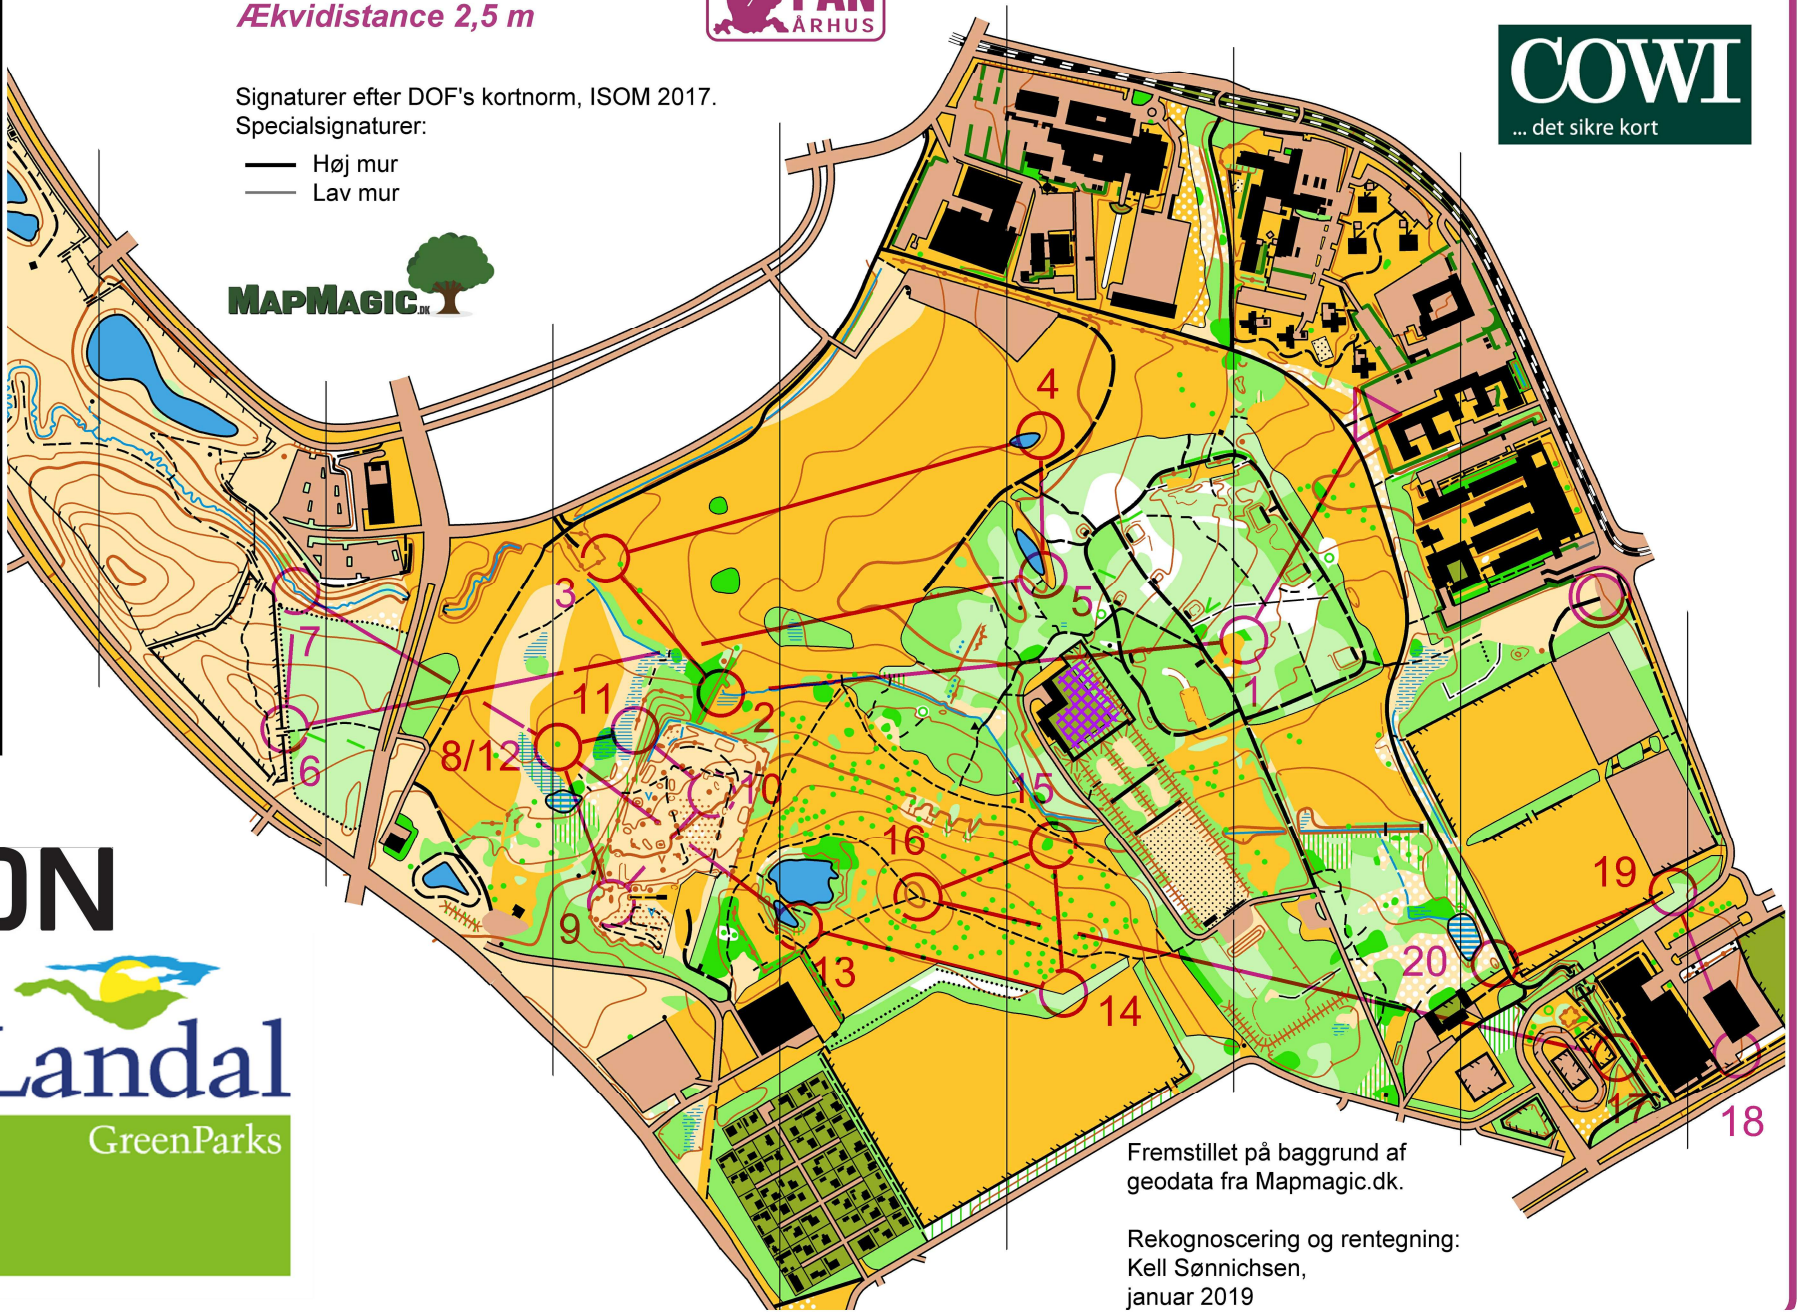 Ækvidistance 2,5 m
PAN
ÅRHUS
Signaturer efter DOF's kortnorm, ISOM 2017.
Specialsignaturer:
Høj mur
Lav mur
MAPMAGIC.DK
COWI
... det sikre kort
4
3
5
7
1
11
2
6
8/12
10
15
16
9
13
14
19
20
17
18
ON
Landal
GreenParks
Fremstillet på baggrund af
geodata fra Mapmagic.dk.
Rekognoscering og rentegning:
Kell Sønnichsen,
januar 2019